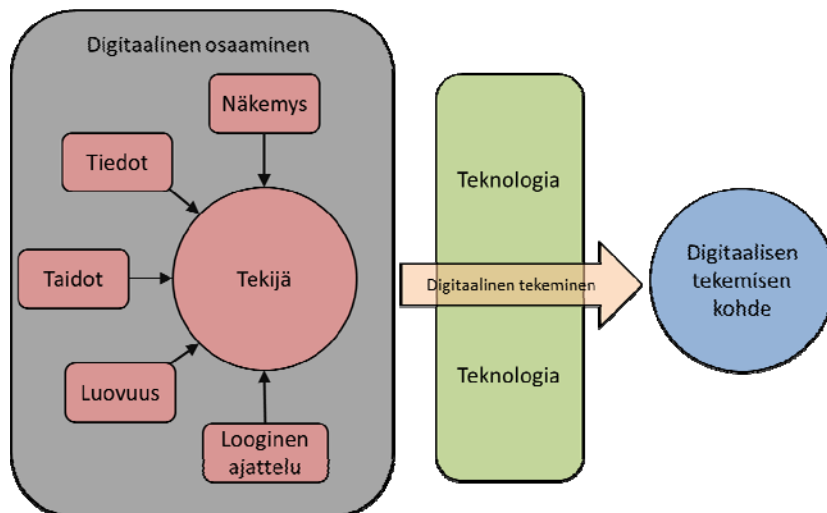 Digitaalinen osaaminen
Näkemys
Tiedot
Taidot
Tekijä
Luovuus
Looginen
ajattelu
Teknologia
Digitaalinen tekeminen
Teknologia
Digitaalisen
tekemisen
kohde